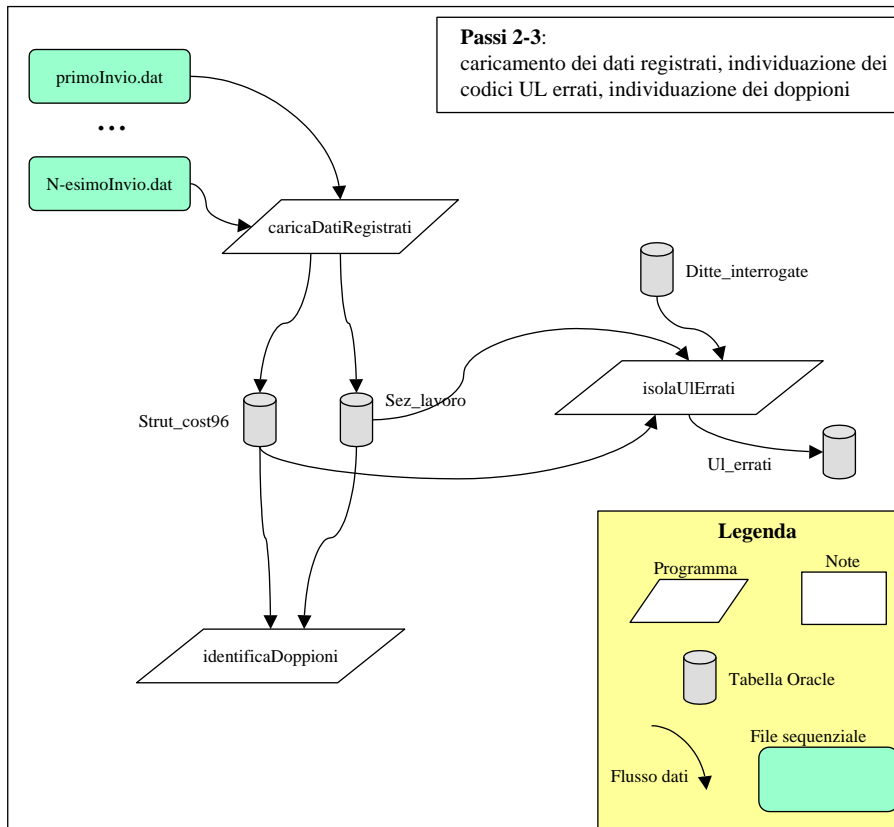 Passi 2-3:
caricamento dei dati registrati, individuazione dei
codici UL errati, individuazione dei doppioni
primoInvio.dat
...
N-esimoInvio.dat
caricaDatiRegistrati
Ditte_interrogate
isolaUlErrati
Sez_lavoro
Strut_cost96
Ul_errati
identificaDoppioni
Legenda
Programma
Note
Tabella Oracle
File sequenziale
Flusso dati